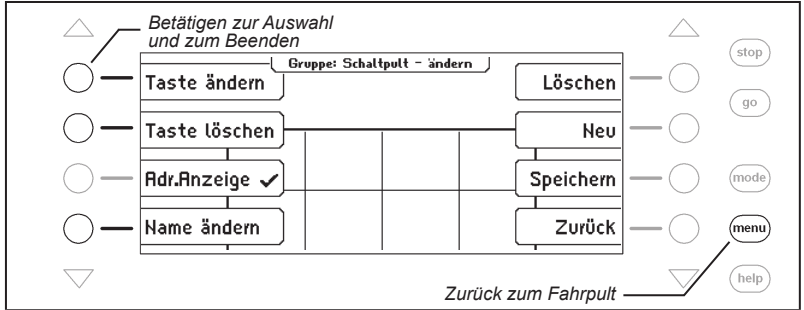 Betätigen zur Auswahl
und zum Beenden
Gruppe: Schaltpult - ändern
Taste ändern
Löschen
Taste löschen
Neu
Adr.Anzeige ✓
Speichern
Name ändern
Zurück
stop
go
mode
menu
help
Zurück zum Fahrpult